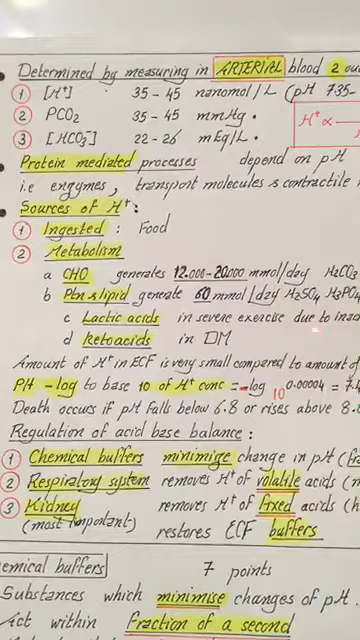 Determined by measuring in ARTERIAL blood 2 ou
① [H⁺] 35-45 nanomol/L (pH 7.35-
② PCO2 35-45 mmHg.
③ [HCO3⁻] 22-26 mEq/L.
H⁺ ∝
Protein mediated processes depend on pH
i.e enzymes, transport molecules & contractile
Sources of H⁺:
① Ingested : Food
② Metabolism
a CHO generates 12.000-20000 mmol/day H2CO3
b Ptn & lipid generate 60 mmol/day H2SO4 H3PO4
c Lactic acids in severe exercise due to ina
d ketoacids in DM
Amount of H⁺ in ECF is very small compared to amount of
PH -log to base 10 of H⁺ conc = -log 10 0.00004 = 7.4
Death occurs if pH falls below 6.8 or rises above 8.
Regulation of acid base balance:
① Chemical buffers minimize change in pH
② Respiratory system removes H⁺ of volatile acids
③ Kidney removes H⁺ of fixed acids (h
(most important) restores ECF buffers
hemical buffers 7 points
Substances which minimise changes of pH.
Act within fraction of a second